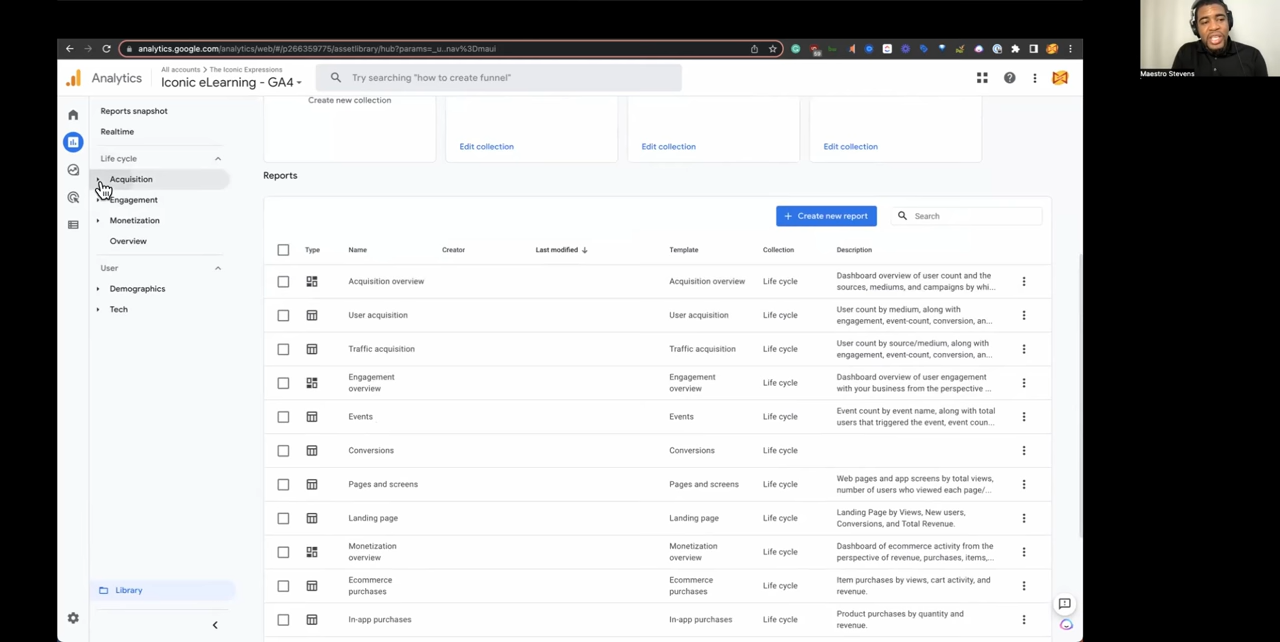 Maestro Stevens
analytics.google.com/analytics/web/#/p266359775/assetlibrary/hub?params=_u..nav%3Dmaui
Analytics
All accounts > The Iconic Expressions
Iconic eLearning - GA4
Try searching "how to create funnel"
Reports snapshot
Realtime
Life cycle
Acquisition
Engagement
Monetization
Overview
User
Demographics
Tech
Library
Create new collection
Edit collection
Edit collection
Edit collection
Reports
+ Create new report
Search
Type Name Creator Last modified Template Collection Description
Acquisition overview Acquisition overview Life cycle Dashboard overview of user count and the
sources, mediums, and campaigns by whi...
User acquisition User acquisition Life cycle User count by medium, along with
engagement, event-count, conversion, an...
Traffic acquisition Traffic acquisition Life cycle User count by source/medium, along with
engagement, event-count, conversion, an...
Engagement Engagement Life cycle Dashboard overview of user engagement
overview overview with your business from the perspective ...
Events Events Life cycle Event count by event name, along with total
users that triggered the event, event coun...
Conversions Conversions Life cycle
Pages and screens Pages and screens Life cycle Web pages and app screens by total views,
number of users who viewed each page/...
Landing page Landing page Life cycle Landing Page by Views, New users,
Conversions, and Total Revenue.
Monetization Monetization Life cycle Dashboard of ecommerce activity from the
overview overview perspective of revenue, purchases, items,...
Ecommerce Ecommerce Life cycle Item purchases by views, cart activity, and
purchases purchases revenue.
In-app purchases In-app purchases Life cycle Product purchases by quantity and
revenue.